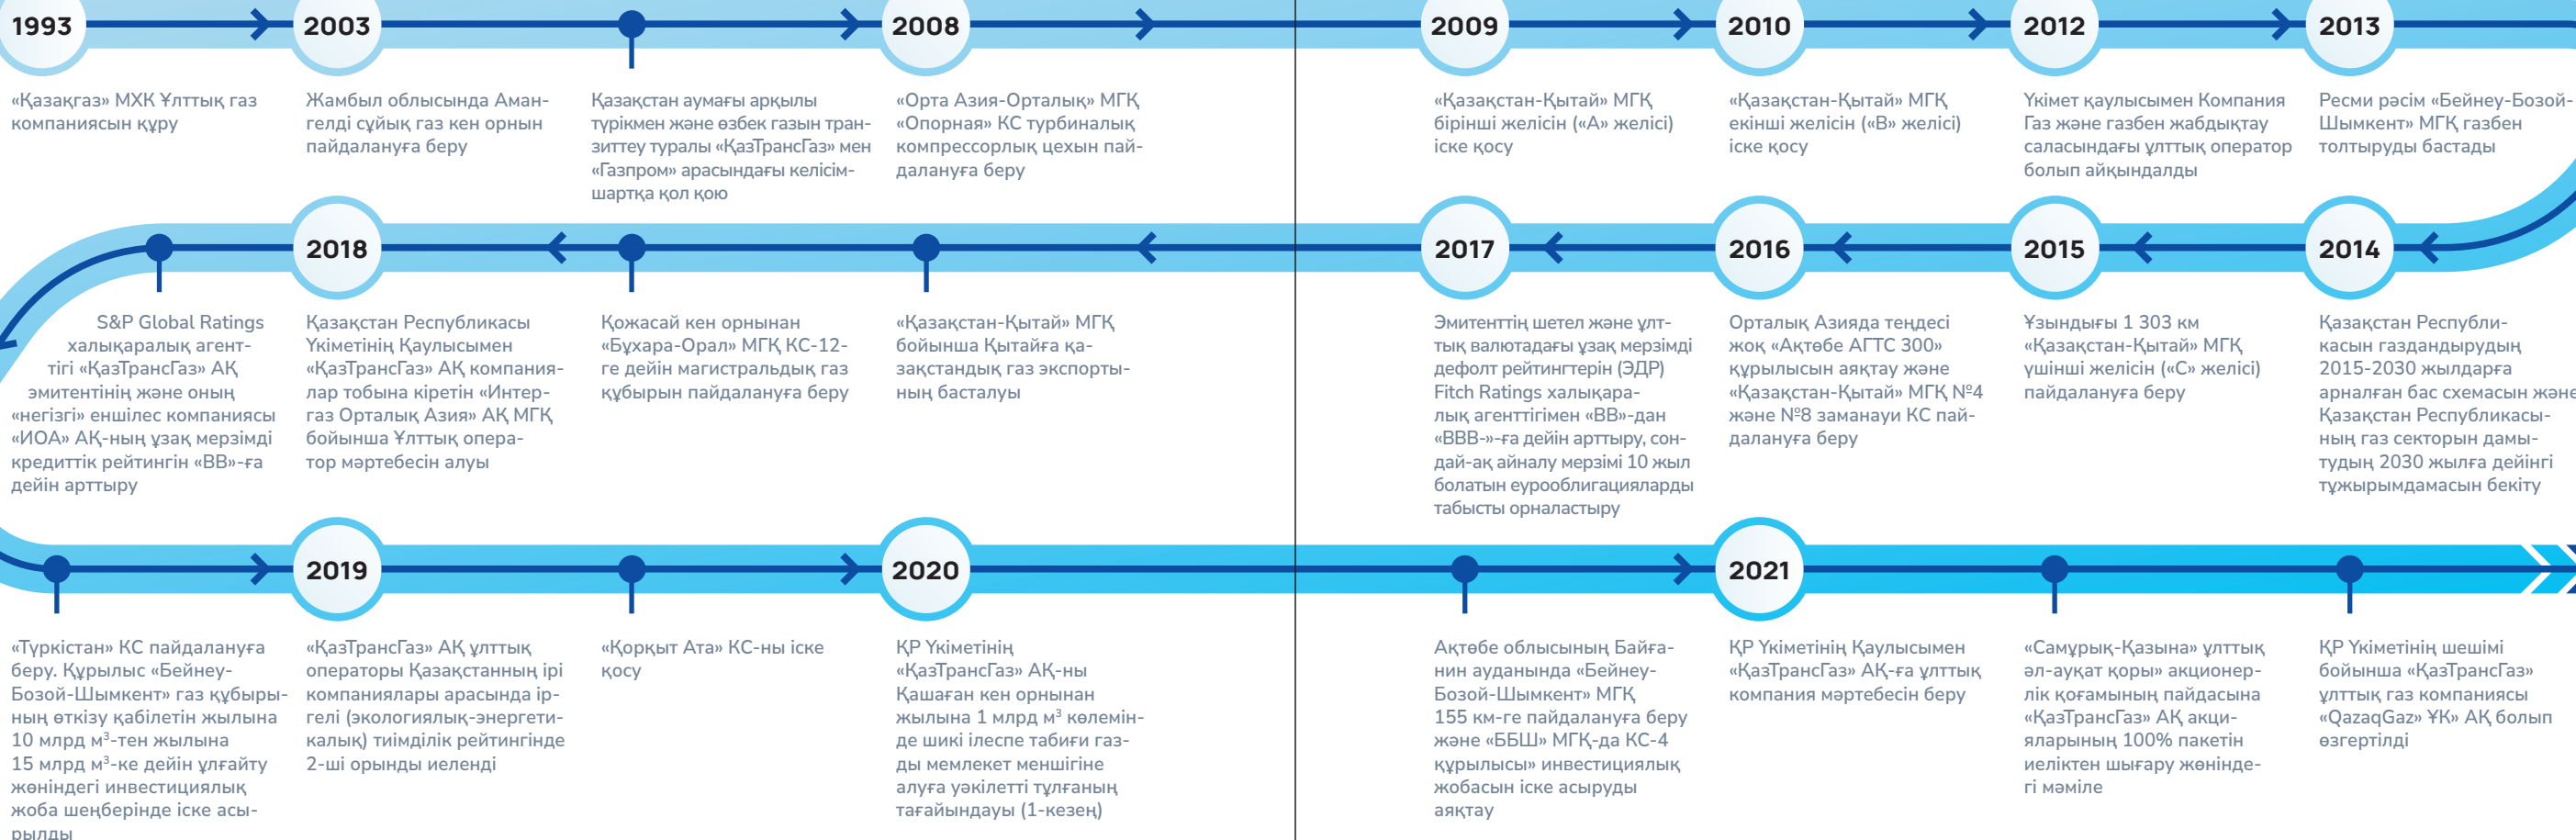 1993
«Қазақгаз» МХК Ұлттық газ
компаниясын құру
2003
Жамбыл облысында Аман-
гелді сұйық газ кен орнын
пайдалануға беру
Қазақстан аумағы арқылы
түрікмен және өзбек газын тран-
зиттеу туралы «ҚазТрансГаз» мен
«Газпром» арасындағы келісім-
шартқа қол қою
2008
«Орта Азия-Орталық» МГҚ
«Опорная» КС турбиналық
компрессорлық цехын пай-
далануға беру
2009
«Қазақстан-Қытай» МГҚ
бірінші желісін («А» желісі)
іске қосу
2010
«Қазақстан-Қытай» МГҚ
екінші желісін («В» желісі)
іске қосу
2012
Үкімет қаулысымен Компания
Газ және газбен жабдықтау
саласындағы ұлттық оператор
болып айқындалды
2013
Ресми рәсім «Бейнеу-Бозой-
Шымкент» МГҚ газбен
толтыруды бастады
2014
Қазақстан Республи-
касын газдандырудың
2015-2030 жылдарға
арналған бас схемасын және
Қазақстан Республикасы-
ның газ секторын дамы-
тудың 2030 жылға дейінгі
тұжырымдамасын бекіту
2015
Ұзындығы 1 303 км
«Қазақстан-Қытай» МГҚ
үшінші желісін («С» желісі)
пайдалануға беру
2016
Орталық Азияда теңдесі
жоқ «Ақтөбе АГТС 300»
құрылысын аяқтау және
«Қазақстан-Қытай» МГҚ №4
және №8 заманауи КС пай-
далануға беру
2017
Эмитенттің шетел және ұлт-
тық валютадағы ұзақ мерзімді
дефолт рейтингтерін (ЭДР)
Fitch Ratings халықара-
лық агенттігімен «ВВ»-дан
«ВВВ-»-ға дейін арттыру, сон-
дай-ақ айналу мерзімі 10 жыл
болатын еурооблигацияларды
табысты орналастыру
«Қазақстан-Қытай» МГҚ
бойынша Қытайға қа-
зақстандық газ экспорты-
ның басталуы
Қожасай кен орнынан
«Бұхара-Орал» МГҚ КС-12-
ге дейін магистральдық газ
құбырын пайдалануға беру
2018
Қазақстан Республикасы
Үкіметінің Қаулысымен
«ҚазТрансГаз» АҚ компания-
лар тобына кіретін «Интер-
газ Орталық Азия» АҚ МГҚ
бойынша Ұлттық опера-
тор мәртебесін алуы
S&P Global Ratings
халықаралық агент-
тігі «ҚазТрансГаз» АҚ
эмитентінің және оның
«негізгі» еншілес компаниясы
«ИОА» АҚ-ның ұзақ мерзімді
кредиттік рейтингін «ВВ»-ға
дейін арттыру
«Түркістан» КС пайдалануға
беру. Құрылыс «Бейнеу-
Бозой-Шымкент» газ құбыры-
ның өткізу қабілетін жылына
10 млрд м³-тен жылына
15 млрд м³-ке дейін ұлғайту
жөніндегі инвестициялық
жоба шеңберінде іске асы-
рылды
2019
«ҚазТрансГаз» АҚ ұлттық
операторы Қазақстанның ірі
компаниялары арасында ір-
гелі (экологиялық-энергети-
калық) тиімділік рейтингінде
2-ші орынды иеленді
«Қорқыт Ата» КС-ны іске
қосу
2020
ҚР Үкіметінің
«ҚазТрансГаз» АҚ-ны
Қашаған кен орнынан
жылына 1 млрд м³ көлемін-
де шикі ілеспе табиғи газ-
ды мемлекет меншігіне
алуға уәкілетті тұлғаның
тағайындауы (1-кезең)
Ақтөбе облысының Байға-
нин ауданында «Бейнеу-
Бозой-Шымкент» МГҚ
155 км-ге пайдалануға беру
және «ББШ» МГҚ-да КС-4
құрылысы» инвестициялық
жобасын іске асыруды
аяқтау
2021
ҚР Үкіметінің Қаулысымен
«ҚазТрансГаз» АҚ-ға ұлттық
компания мәртебесін беру
«Самұрық-Қазына» ұлттық
әл-ауқат қоры» акционер-
лік қоғамының пайдасына
«ҚазТрансГаз» АҚ акци-
яларының 100% пакетін
иеліктен шығару жөнінде-
гі мәміле
ҚР Үкіметінің шешімі
бойынша «ҚазТрансГаз»
ұлттық газ компаниясы
«QazaqGaz» ҰК» АҚ болып
өзгертілді